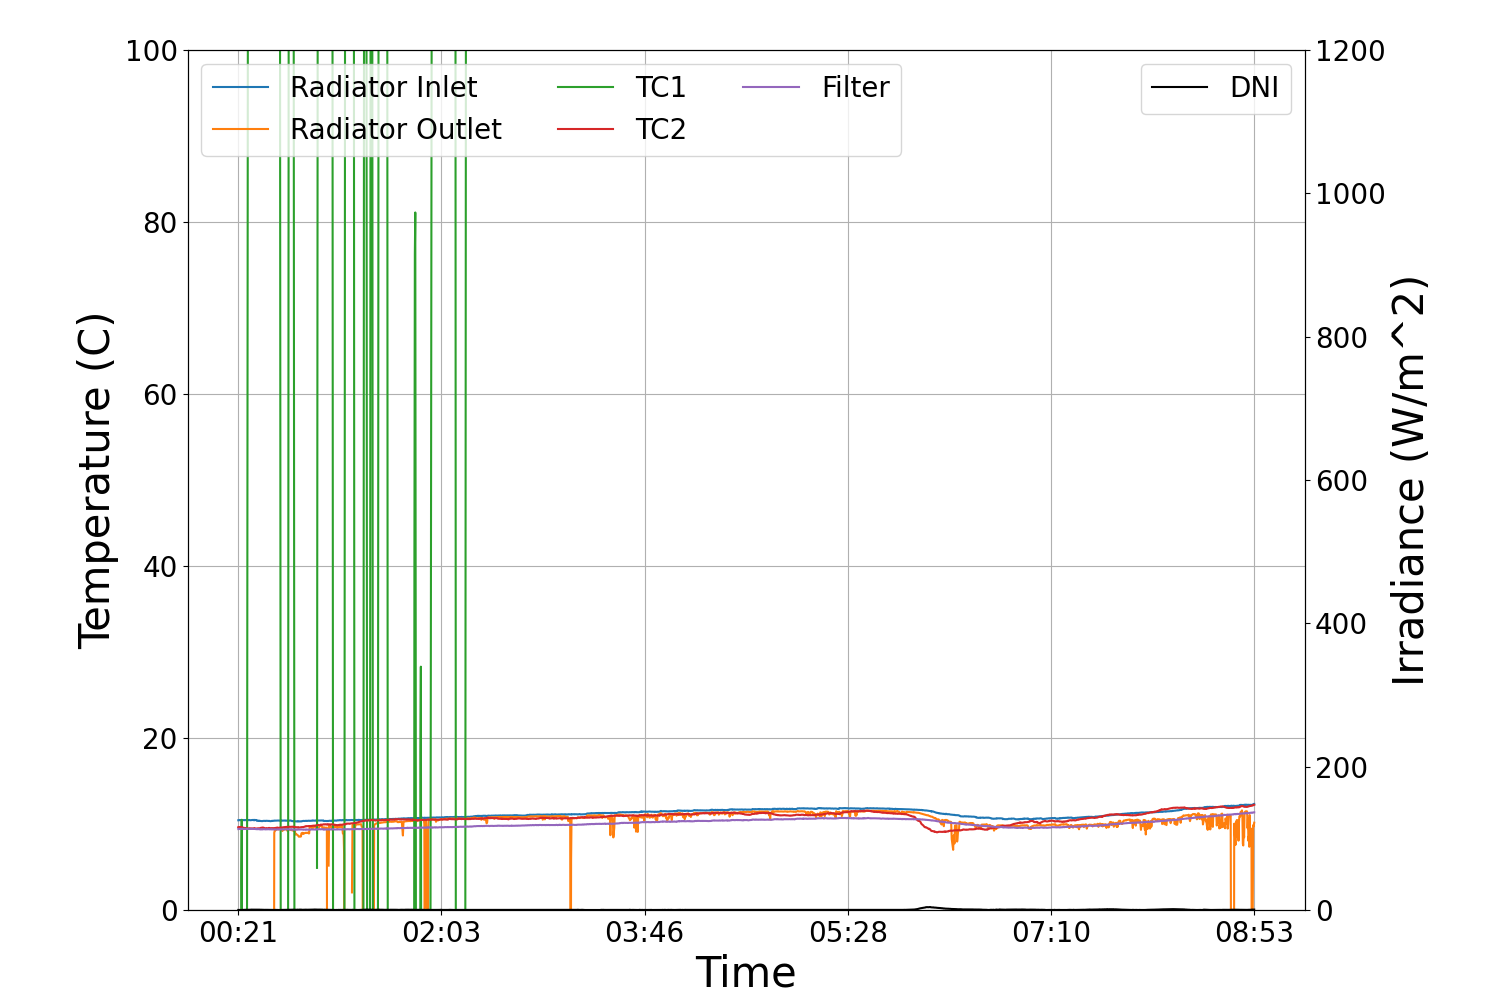 100
80
60
40
20
0
Temperature (C)
Radiator Inlet
Radiator Outlet
TC1
TC2
Filter
DNI
1200
1000
800
600
400
200
0
Irradiance (W/m^2)
00:21
02:03
03:46
05:28
07:10
08:53
Time